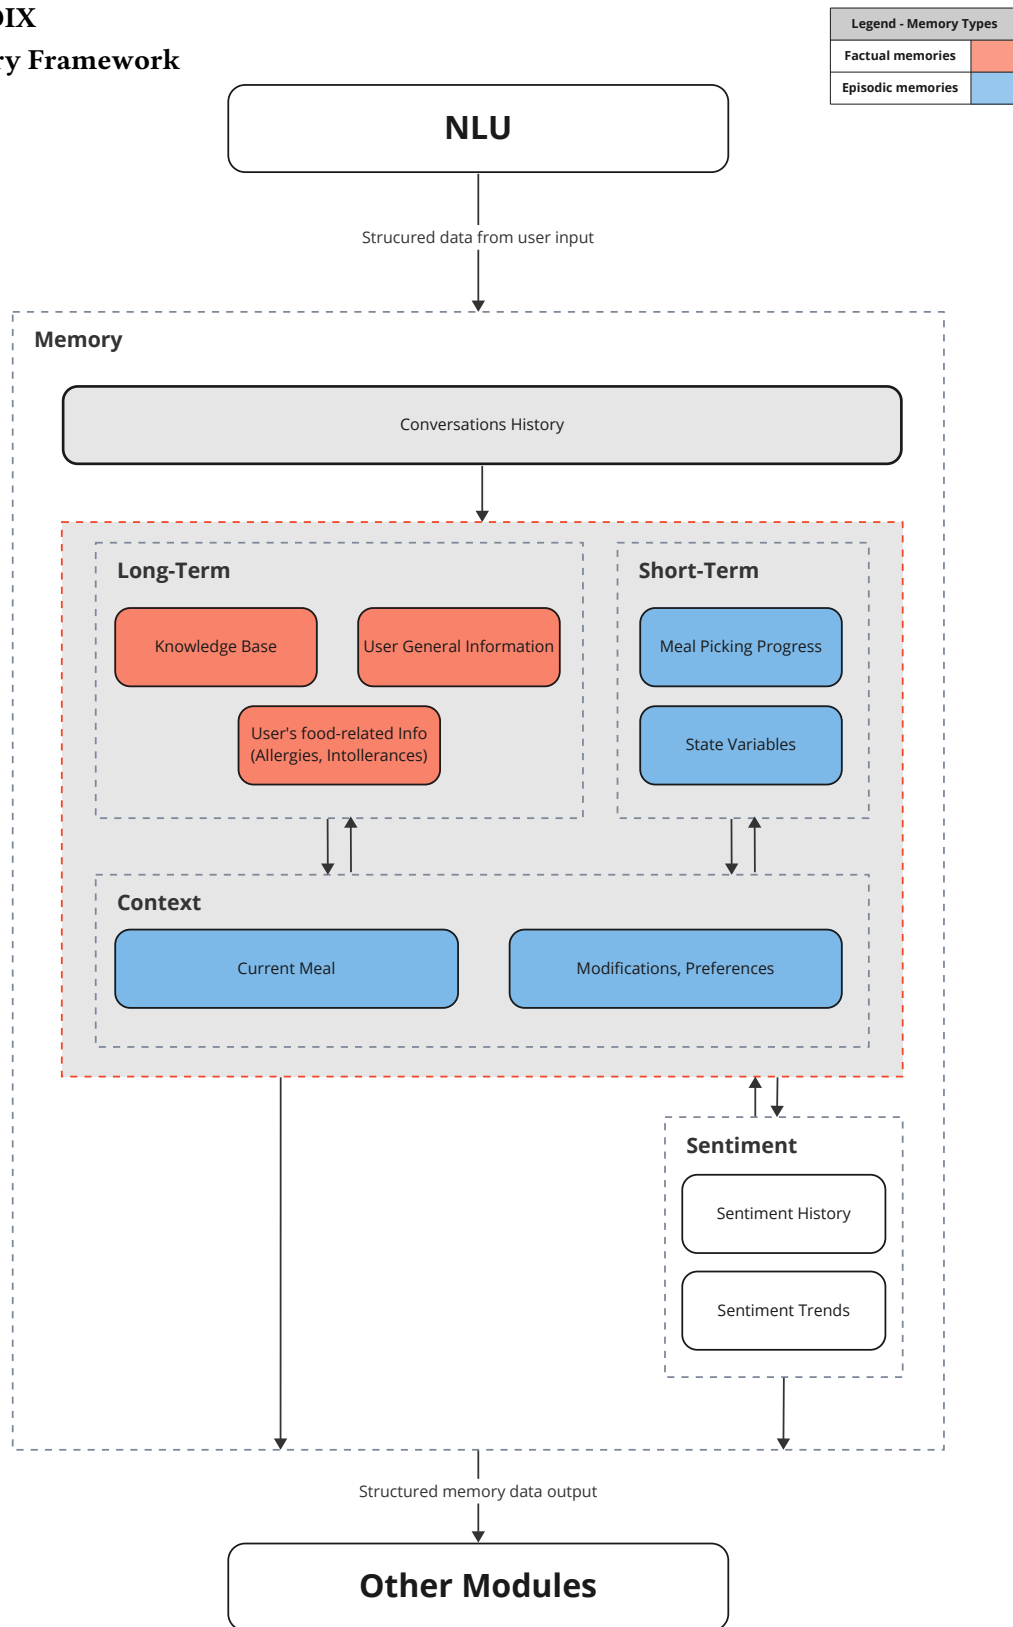 DIX
ry Framework
Legend - Memory Types
Factual memories
Episodic memories
NLU
Strucured data from user input
Memory
Conversations History
Long-Term
Short-Term
Knowledge Base
User General Information
Meal Picking Progress
User's food-related Info
(Allergies, Intollerances)
State Variables
Context
Current Meal
Modifications, Preferences
Sentiment
Sentiment History
Sentiment Trends
Structured memory data output
Other Modules